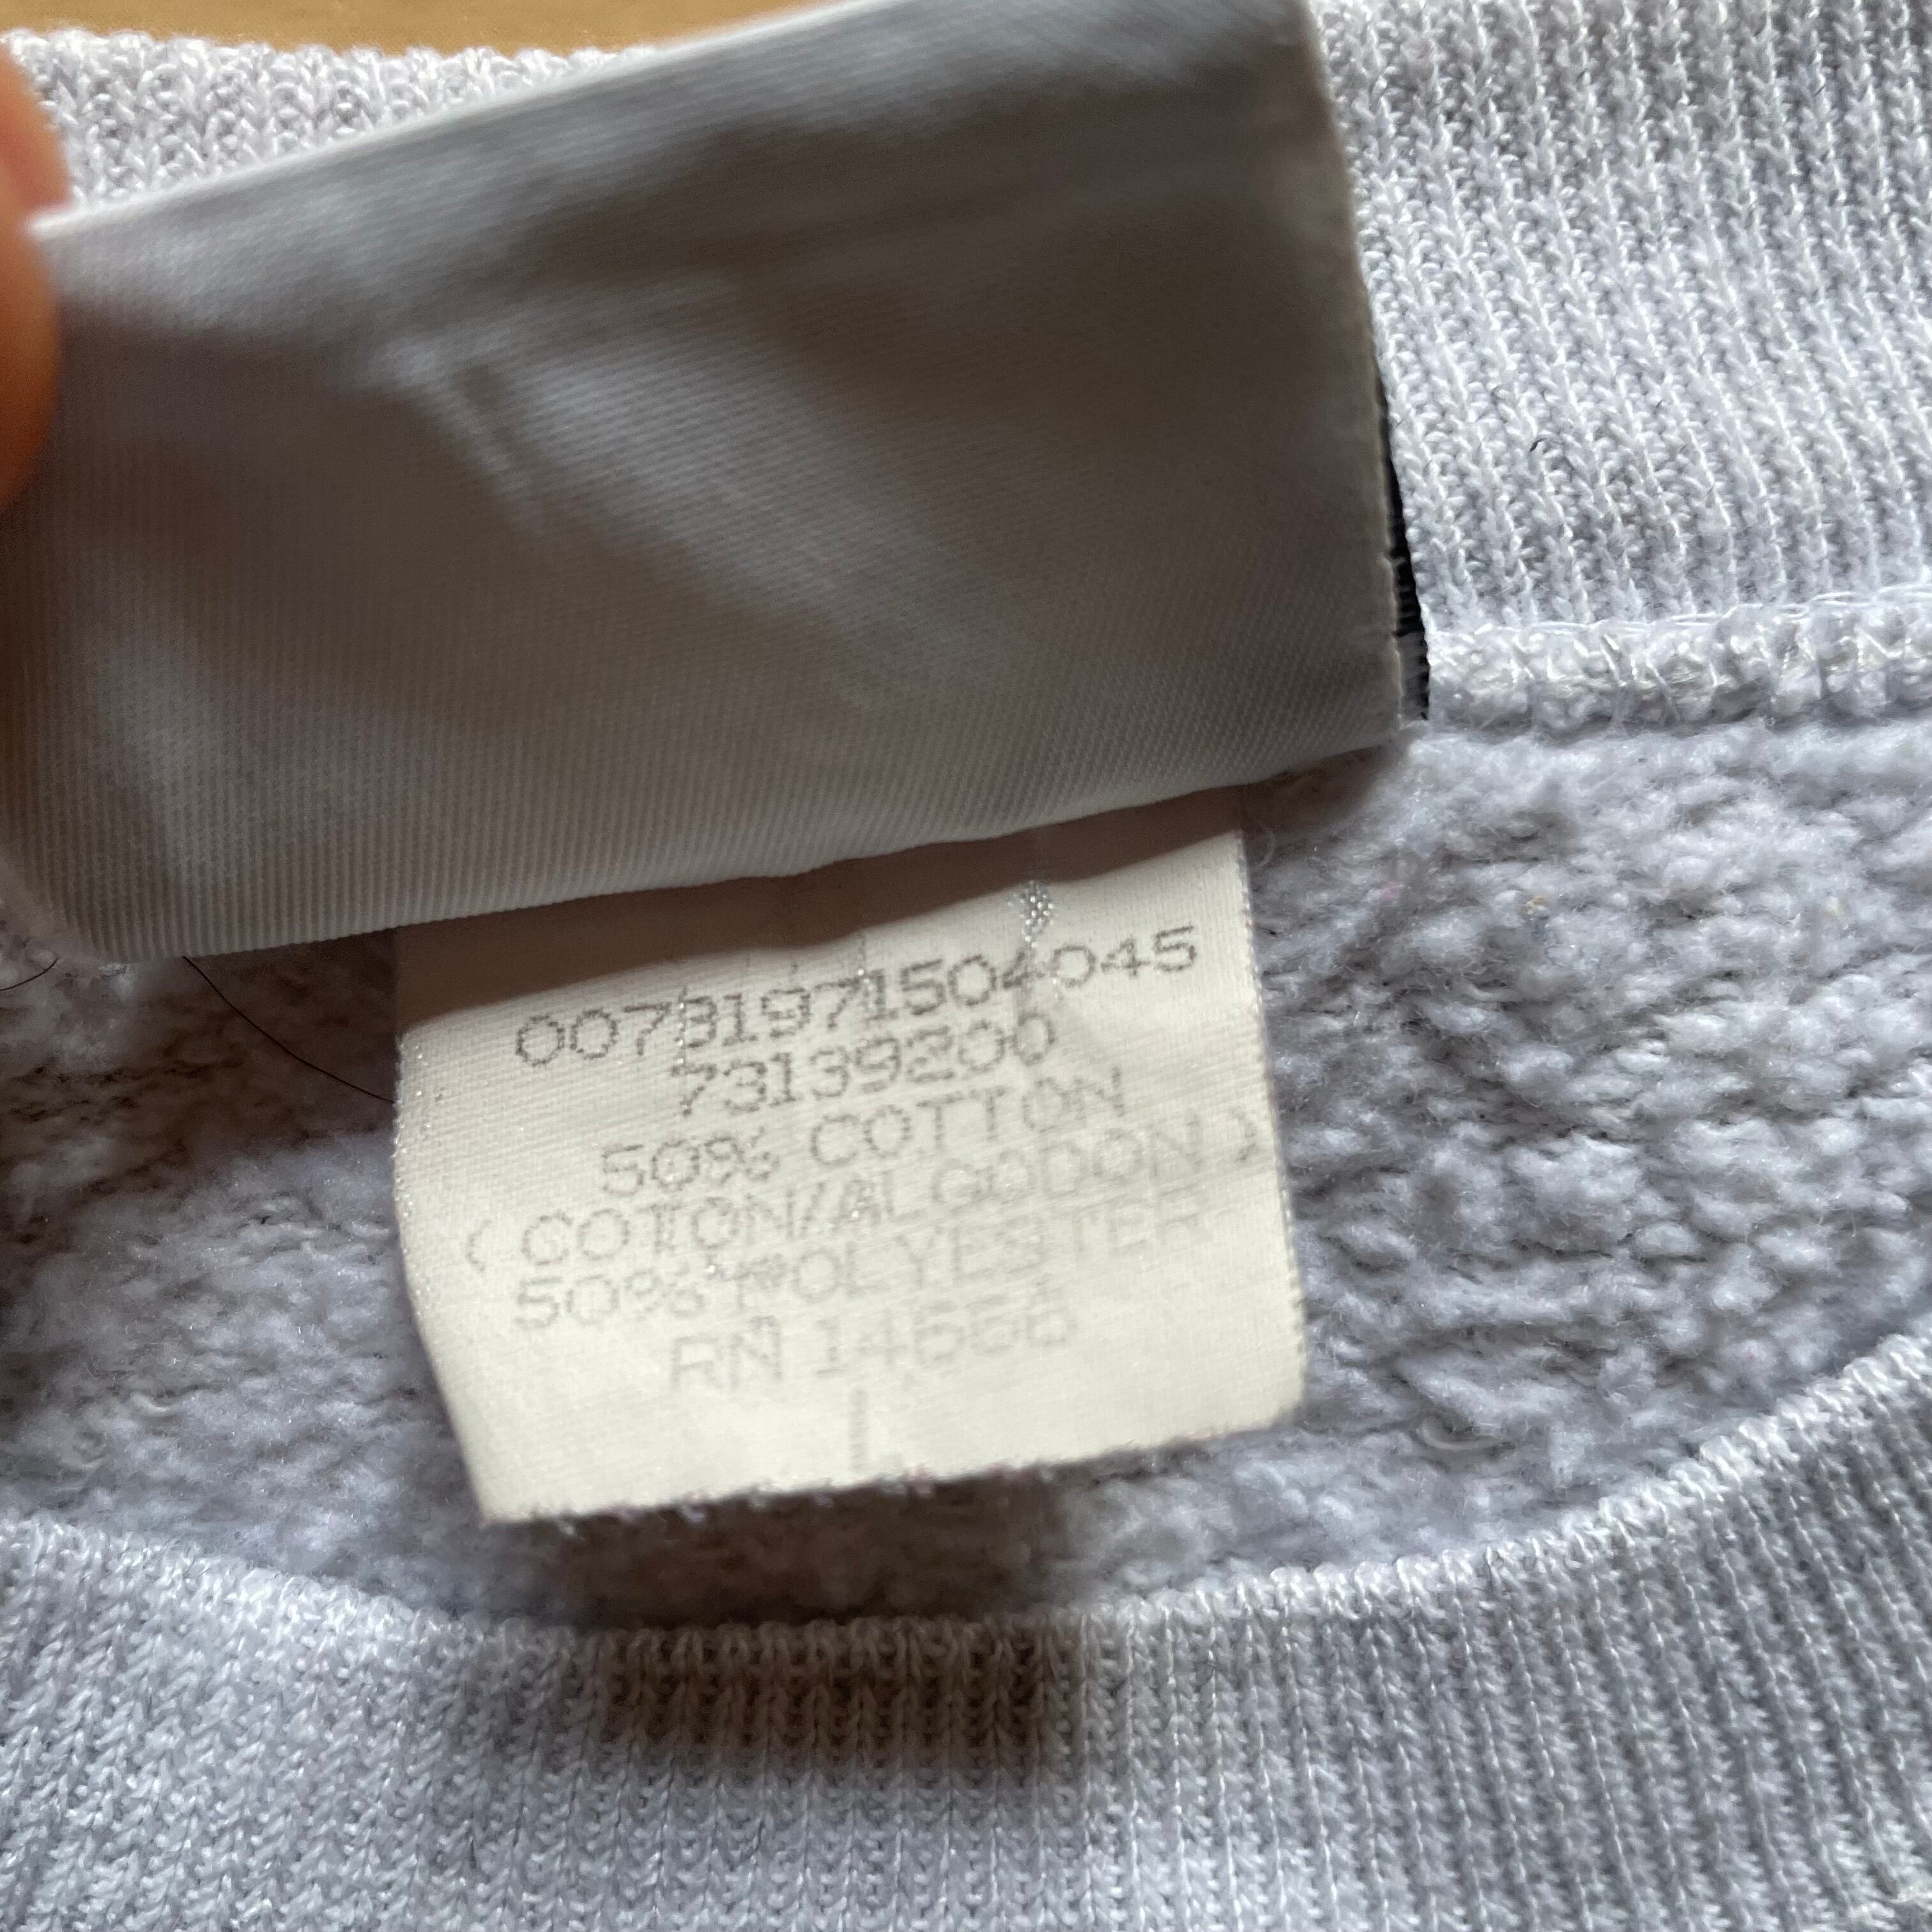 00781971504045
73139200
50% COTTON
( COTON/ALGODON )
50% POLYESTER
RN 14666
L